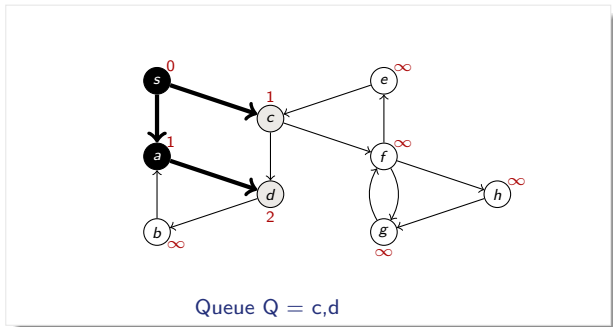 0
s
∞
e
1
c
1
a
∞
f
∞
h
d
2
b
∞
g
∞
Queue Q = c,d